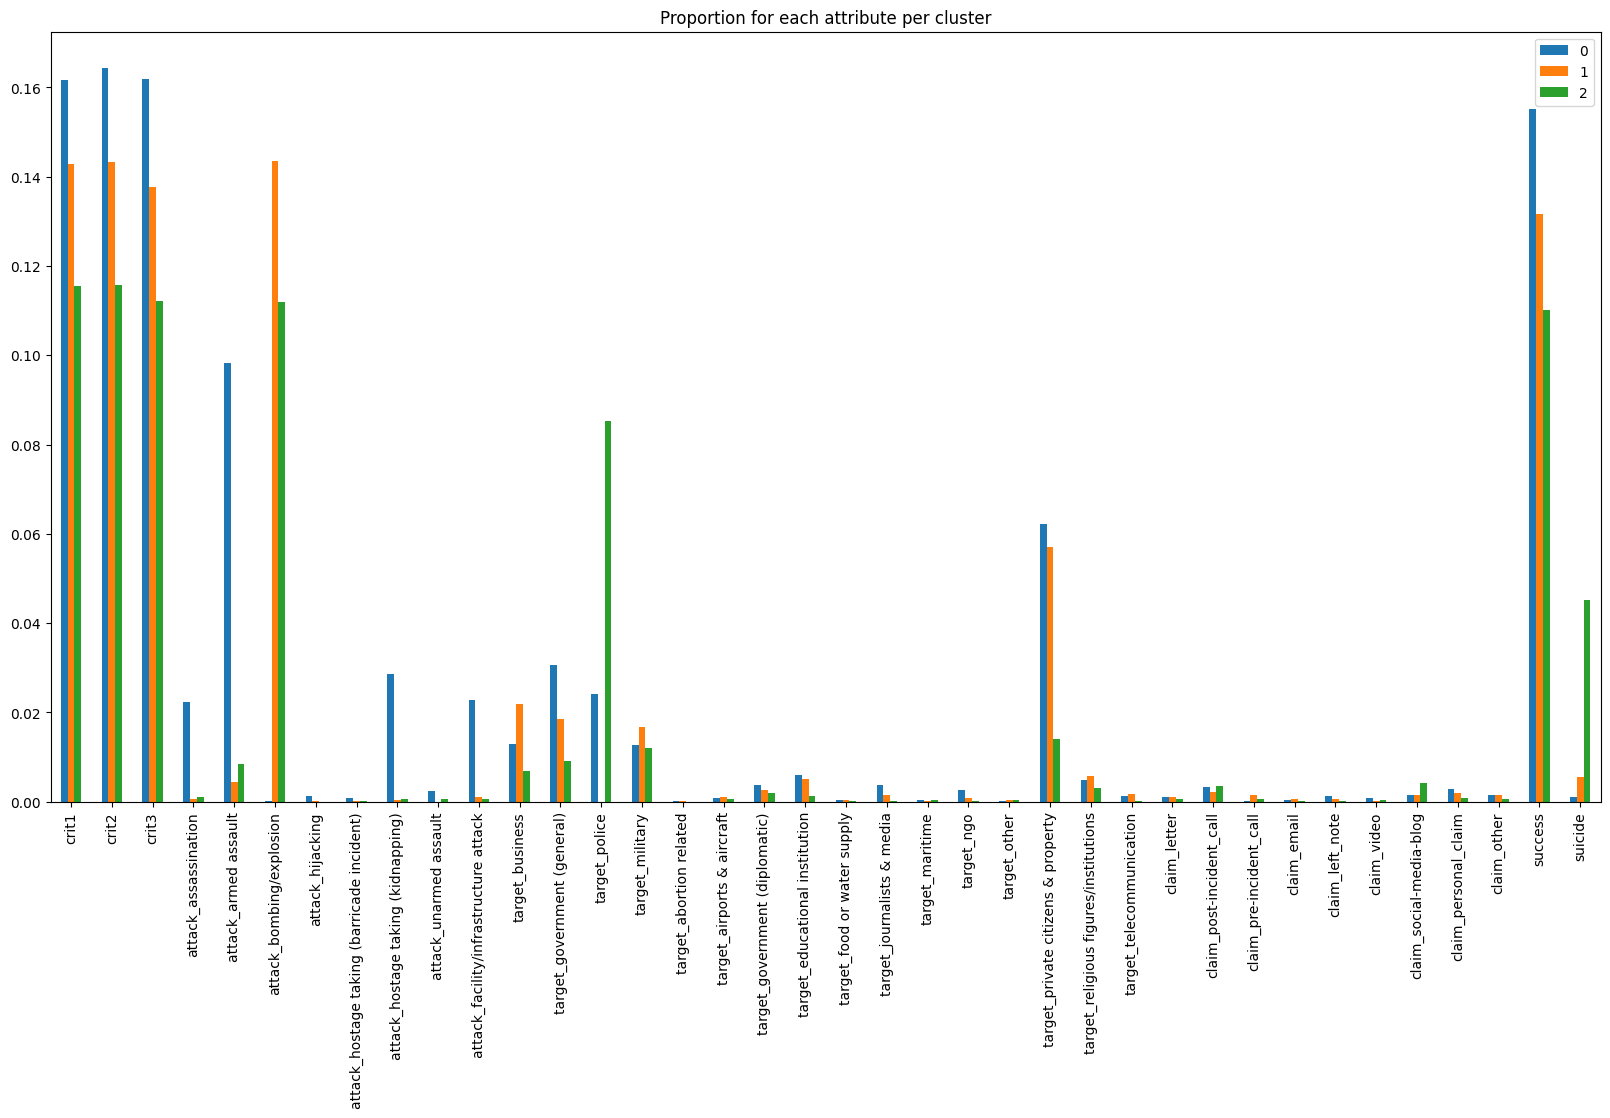 Proportion for each attribute per cluster
0
1
2
0.16
0.14
0.12
0.10
0.08
0.06
0.04
0.02
0.00
crit1
crit2
crit3
attack_assassination
attack_armed assault
attack_bombing/explosion
attack_hijacking
attack_hostage taking (barricade incident)
attack_hostage taking (kidnapping)
attack_unarmed assault
attack_facility/infrastructure attack
target_business
target_government (general)
target_police
target_military
target_abortion related
target_airports & aircraft
target_government (diplomatic)
target_educational institution
target_food or water supply
target_journalists & media
target_maritime
target_ngo
target_other
target_private citizens & property
target_religious figures/institutions
target_telecommunication
claim_letter
claim_post-incident_call
claim_pre-incident_call
claim_email
claim_left_note
claim_video
claim_social-media-blog
claim_personal_claim
claim_other
success
suicide